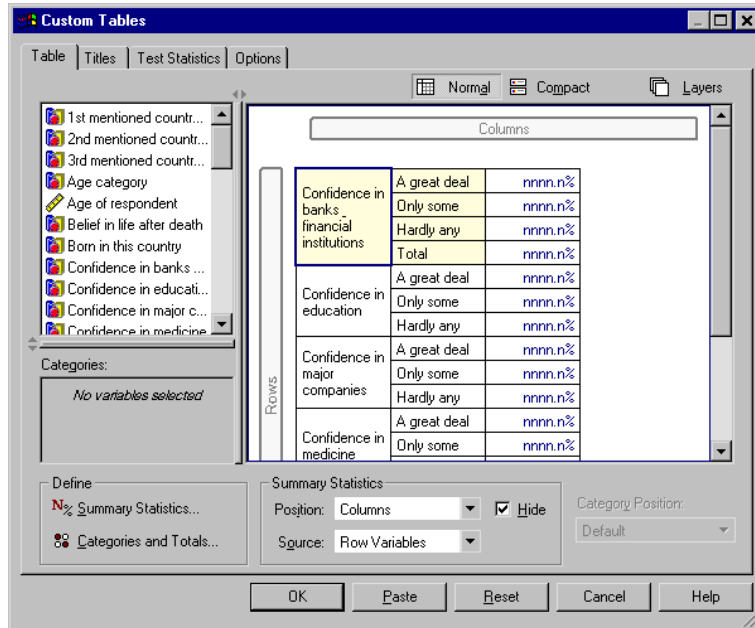 Custom Tables
Table Titles Test Statistics Options
Normal Compact Layers
1st mentioned countr...
2nd mentioned countr...
3rd mentioned countr...
Age category
Age of respondent
Belief in life after death
Born in this country
Confidence in banks ...
Confidence in educati...
Confidence in major c...
Confidence in medicine
Categories:
No variables selected
Columns
Rows
Confidence in
banks _
financial
institutions
A great deal nnnn.n%
Only some nnnn.n%
Hardly any nnnn.n%
Total nnnn.n%
Confidence in
education
A great deal nnnn.n%
Only some nnnn.n%
Hardly any nnnn.n%
Confidence in
major
companies
A great deal nnnn.n%
Only some nnnn.n%
Hardly any nnnn.n%
Confidence in
medicine
A great deal nnnn.n%
Only some nnnn.n%
Define
N% Summary Statistics...
Categories and Totals...
Summary Statistics
Position: Columns Hide
Source: Row Variables
Category Position:
Default
OK Paste Reset Cancel Help